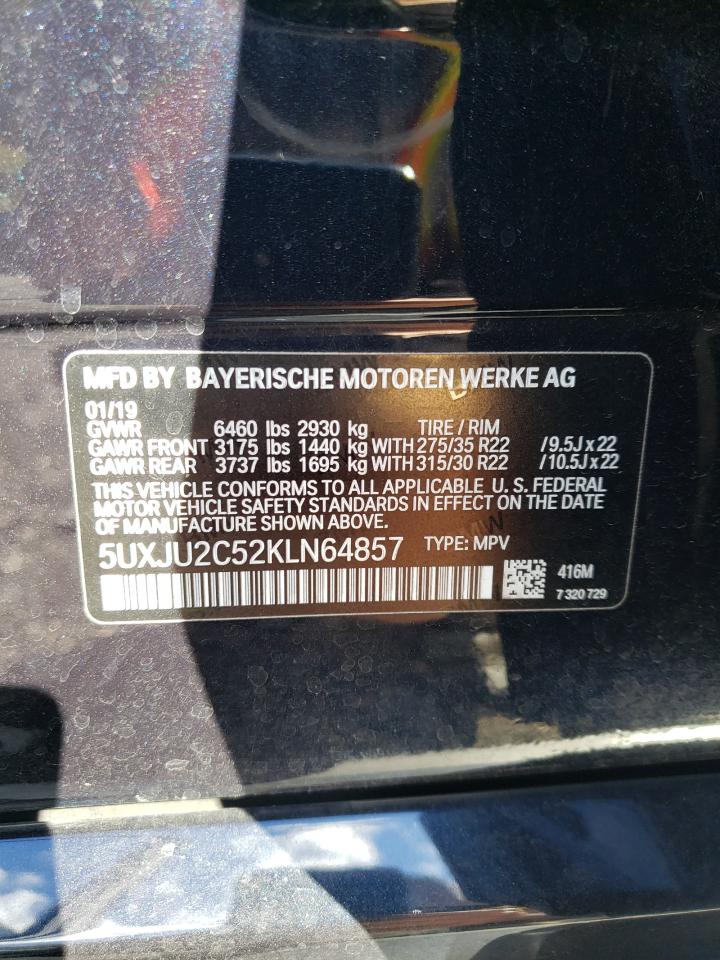 MFD BY BAYERISCHE MOTOREN WERKE AG
01/19
GVWR 6460 lbs 2930 kg TIRE / RIM
GAWR FRONT 3175 lbs 1440 kg WITH 275/35 R22 /9.5J x 22
GAWR REAR 3737 lbs 1695 kg WITH 315/30 R22 /10.5J x 22
THIS VEHICLE CONFORMS TO ALL APPLICABLE U. S. FEDERAL
MOTOR VEHICLE SAFETY STANDARDS IN EFFECT ON THE DATE
OF MANUFACTURE SHOWN ABOVE.
5UXJU2C52KLN64857 TYPE: MPV
416M
7 320 729